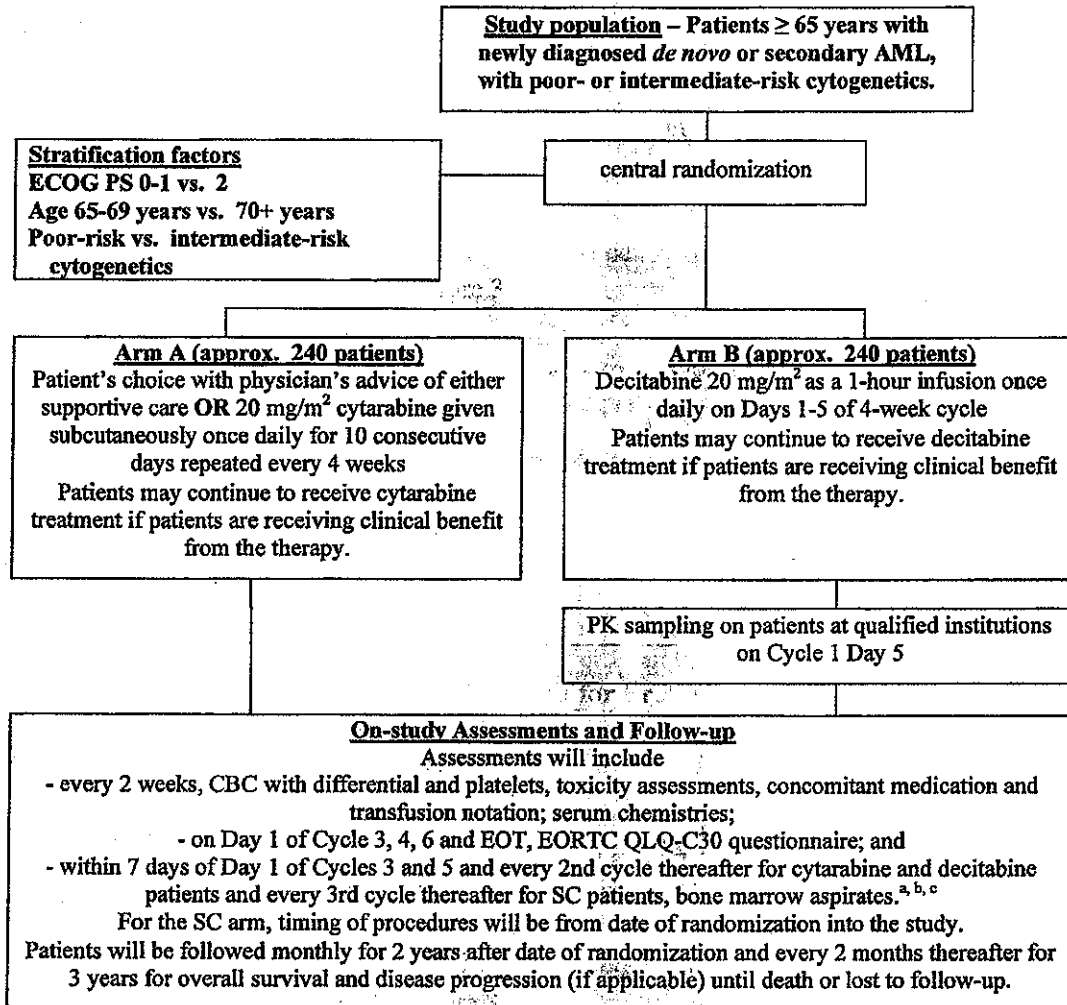 Study population – Patients ≥ 65 years with
newly diagnosed de novo or secondary AML,
with poor- or intermediate-risk cytogenetics.
Stratification factors
ECOG PS 0-1 vs. 2
Age 65-69 years vs. 70+ years
Poor-risk vs. intermediate-risk
cytogenetics
central randomization
Arm A (approx. 240 patients)
Patient's choice with physician's advice of either
supportive care OR 20 mg/m² cytarabine given
subcutaneously once daily for 10 consecutive
days repeated every 4 weeks
Patients may continue to receive cytarabine
treatment if patients are receiving clinical benefit
from the therapy.
Arm B (approx. 240 patients)
Decitabine 20 mg/m² as a 1-hour infusion once
daily on Days 1-5 of 4-week cycle
Patients may continue to receive decitabine
treatment if patients are receiving clinical benefit
from the therapy.
PK sampling on patients at qualified institutions
on Cycle 1 Day 5
On-study Assessments and Follow-up
Assessments will include
- every 2 weeks, CBC with differential and platelets, toxicity assessments, concomitant medication and
transfusion notation; serum chemistries;
- on Day 1 of Cycle 3, 4, 6 and EOT, EORTC QLQ-C30 questionnaire; and
- within 7 days of Day 1 of Cycles 3 and 5 and every 2nd cycle thereafter for cytarabine and decitabine
patients and every 3rd cycle thereafter for SC patients, bone marrow aspirates.a, b, c
For the SC arm, timing of procedures will be from date of randomization into the study.
Patients will be followed monthly for 2 years after date of randomization and every 2 months thereafter for
3 years for overall survival and disease progression (if applicable) until death or lost to follow-up.